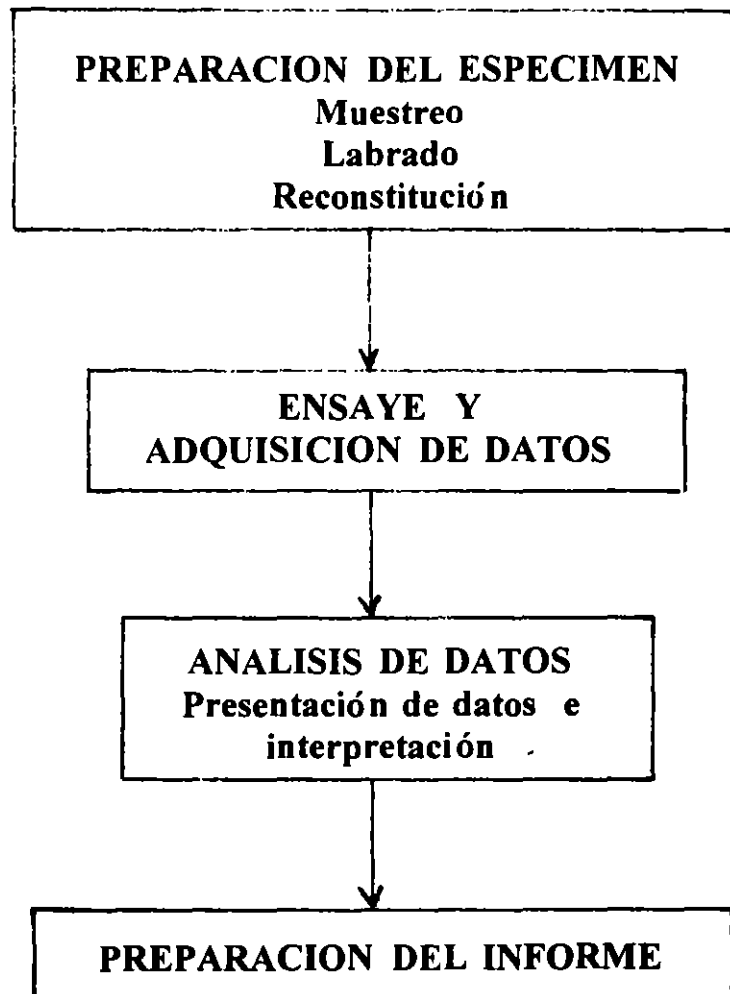 PREPARACION DEL ESPECIMEN
Muestreo
Labrado
Reconstitución
ENSAYE Y
ADQUISICION DE DATOS
ANALISIS DE DATOS
Presentación de datos e
interpretación
PREPARACION DEL INFORME